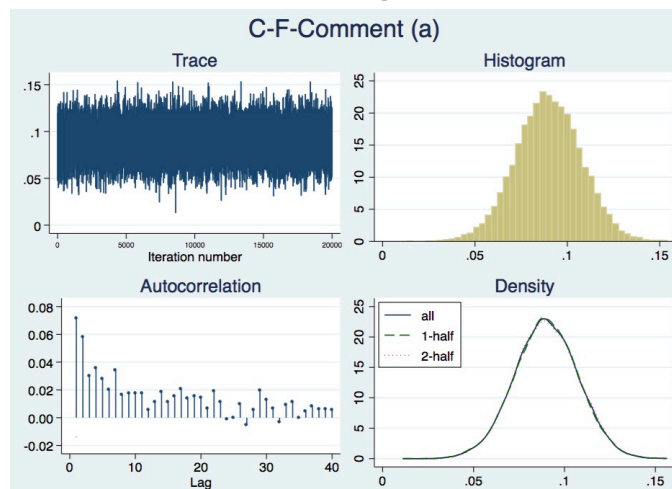 C-F-Comment (a)
Trace
.15
.1
.05
0
0 5000 10000 15000 20000
Iteration number
Histogram
25
20
15
10
5
0
0 .05 .1 .15
Autocorrelation
0.08
0.06
0.04
0.02
0.00
-0.02
0 10 20 30 40
Lag
Density
all
1-half
2-half
25
20
15
10
5
0
0 .05 .1 .15